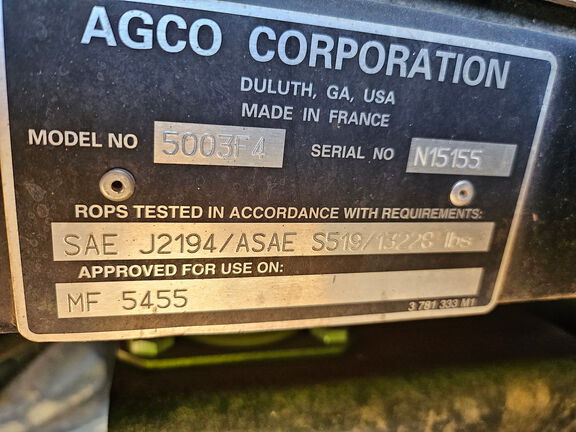 AGCO CORPORATION
DULUTH, GA, USA
MADE IN FRANCE
MODEL NO 5003F4 SERIAL NO N15155
ROPS TESTED IN ACCORDANCE WITH REQUIREMENTS:
SAE J2194/ASAE S519/13228 lbs
APPROVED FOR USE ON:
MF 5455
3 781 333 M1